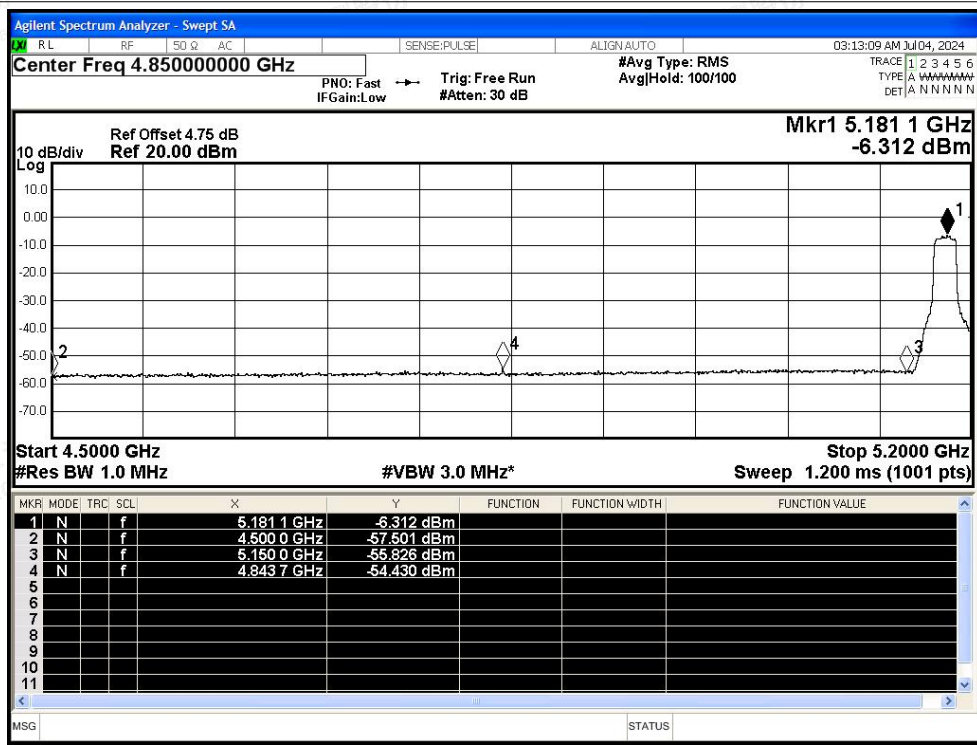 Agilent Spectrum Analyzer - Swept SA
LXI RL RF 50 Ω AC SENSE:PULSE ALIGN AUTO 03:13:09 AM Jul 04, 2024
Center Freq 4.850000000 GHz #Avg Type: RMS TRACE 1 2 3 4 5 6
PNO: Fast Trig: Free Run Avg|Hold: 100/100 TYPE A WWWWW
IFGain:Low #Atten: 30 dB DET A N N N N N
Mkr1 5.181 1 GHz
Ref Offset 4.75 dB
10 dB/div Ref 20.00 dBm -6.312 dBm
Log
10.0
0.00
1
-10.0
-20.0
-30.0
-40.0
2 4 3
-50.0
-60.0
-70.0
Start 4.5000 GHz Stop 5.2000 GHz
#Res BW 1.0 MHz #VBW 3.0 MHz* Sweep 1.200 ms (1001 pts)
MKR MODE TRC SCL X Y FUNCTION FUNCTION WIDTH FUNCTION VALUE
1 N f 5.181 1 GHz -6.312 dBm
2 N f 4.500 0 GHz -57.501 dBm
3 N f 5.150 0 GHz -55.826 dBm
4 N f 4.843 7 GHz -54.430 dBm
5
6
7
8
9
10
11
MSG STATUS